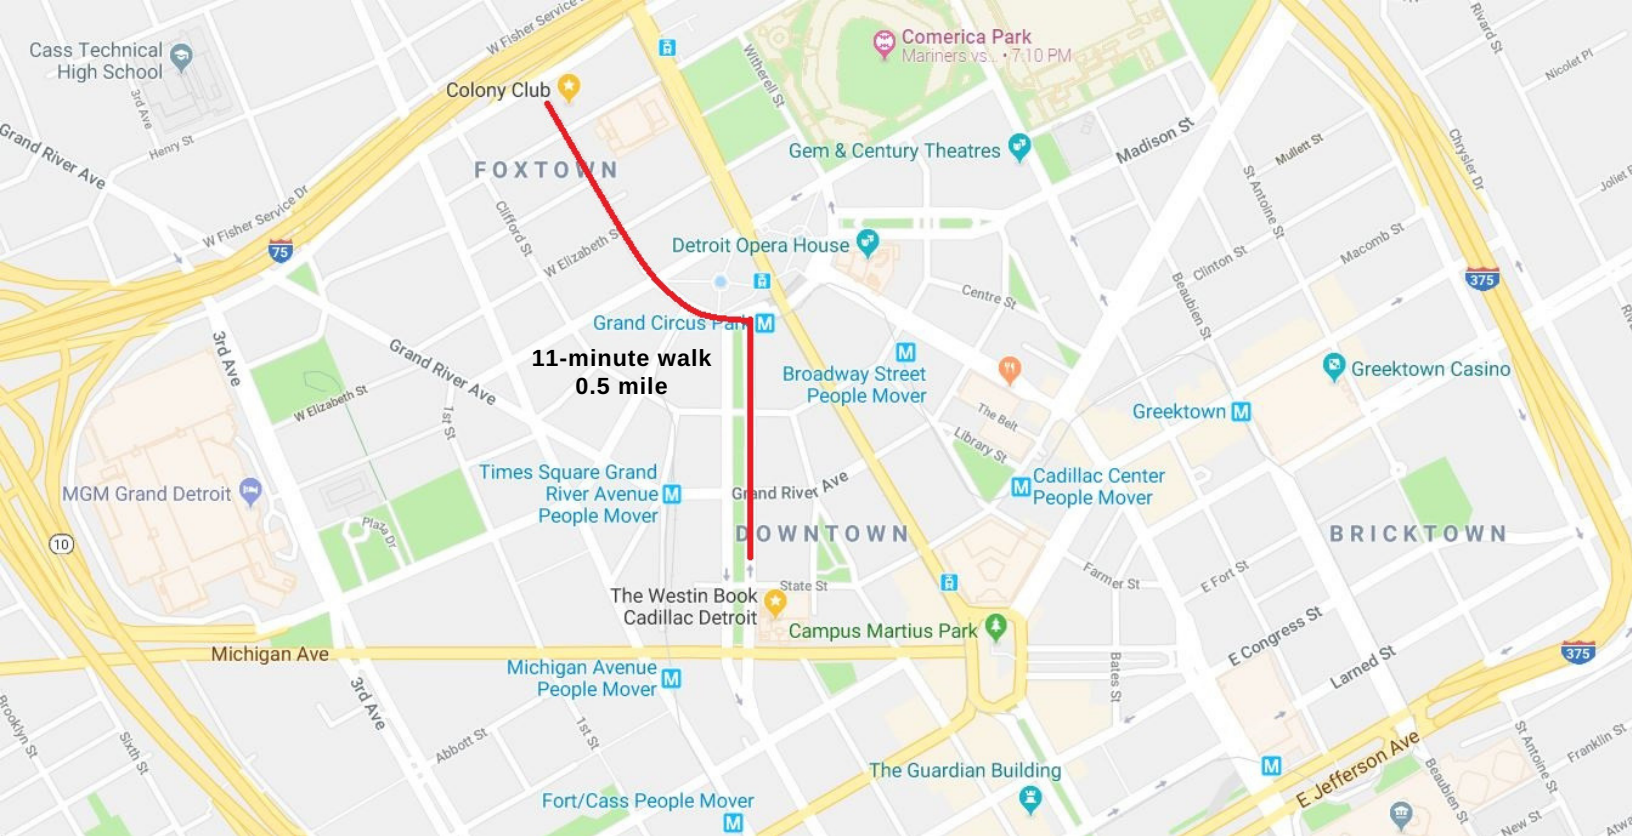 Cass Technical
High School
W Fisher Service D
Witherell St
Comerica Park
Mariners vs... • 7:10 PM
Rivard St
Nicolet Pl
3rd Ave
Colony Club
Grand River Ave
Henry St
FOXTOWN
Gem & Century Theatres
Madison St
Mullett St
Chrysler Dr
Joliet P
Clifford St
W Fisher Service Dr
St Antoine St
75
W Elizabeth S
Detroit Opera House
Clinton St
Macomb St
375
Centre St
Beaubien St
Grand Circus Park
M
3rd Ave
Grand River Ave
11-minute walk
0.5 mile
M
Broadway Street
People Mover
Greektown Casino
W Elizabeth St
1st St
The Belt
Greektown M
Library St
Times Square Grand
River Avenue
People Mover
M
Cadillac Center
People Mover
M
Grand River Ave
MGM Grand Detroit
Plaza Dr
10
DOWNTOWN
BRICKTOWN
State St
Farmer St
E Fort St
The Westin Book
Cadillac Detroit
Campus Martius Park
E Congress St
Michigan Ave
Michigan Avenue
People Mover
M
Bates St
Larned St
375
3rd Ave
Brooklyn St
Sixth St
Abbott St
1st St
St Antoine St
Franklin St
The Guardian Building
M
E Jefferson Ave
Beaubien St
Fort/Cass People Mover
M
New St
Atwa